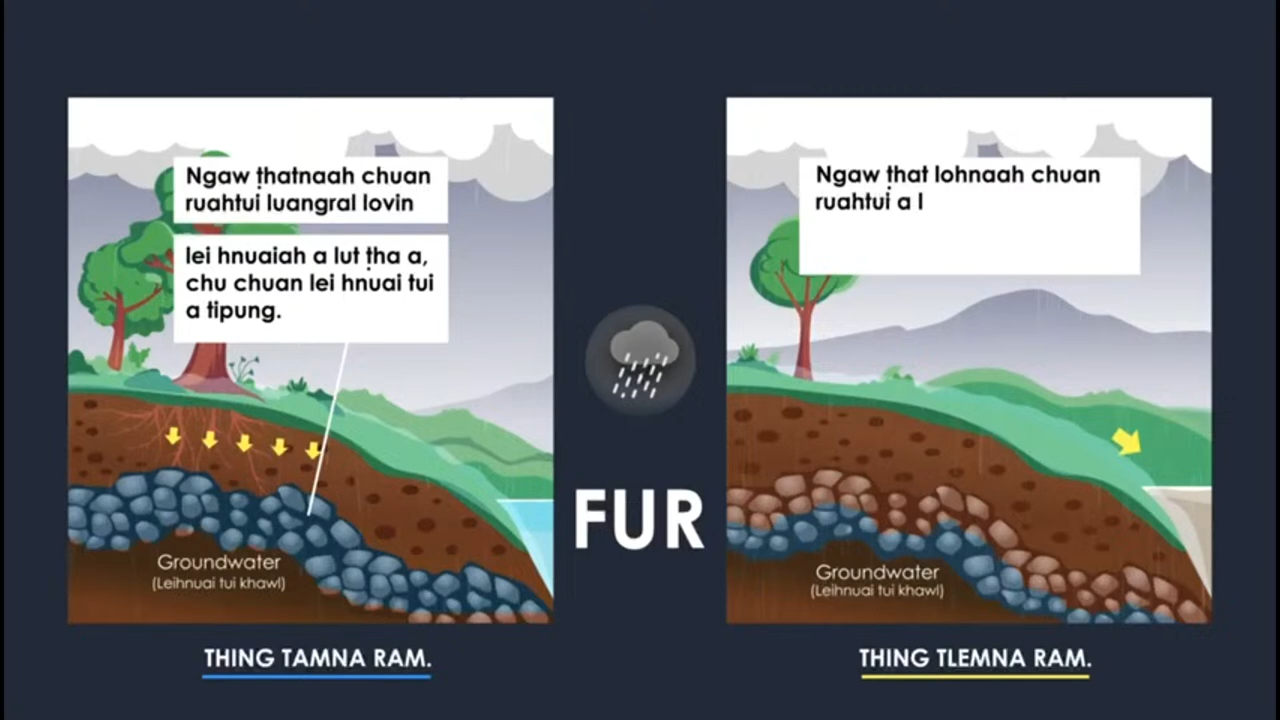 Ngaw ṭhatnaah chuan
ruahtui luangral lovin
lei hnuaiah a lut ṭha a,
chu chuan lei hnuai tui
a tipung.
Groundwater
(Leihnuai tui khawl)
THING TAMNA RAM.
FUR
Ngaw ṭhat lohnaah chuan
ruahtui a l
Groundwater
(Leihnuai tui khawl)
THING TLEMNA RAM.